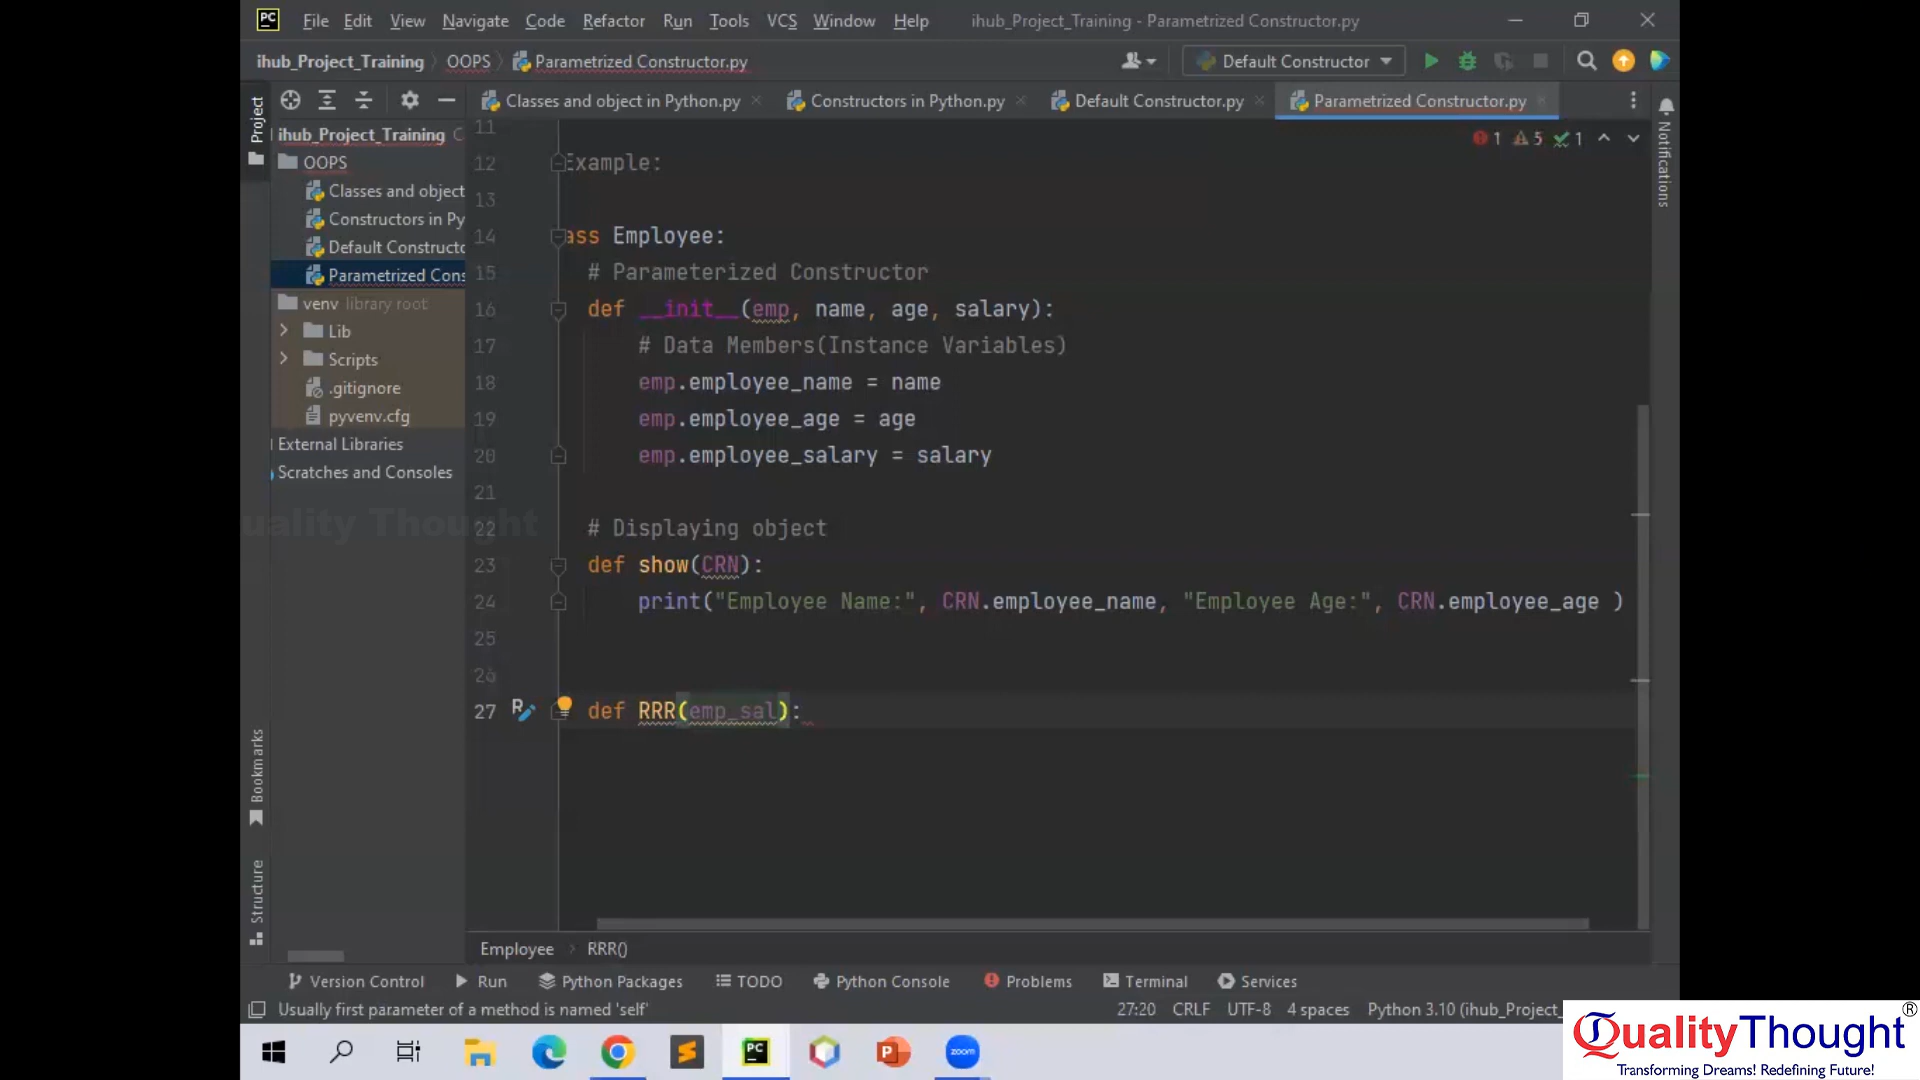 PC File Edit View Navigate Code Refactor Run Tools VCS Window Help ihub_Project_Training - Parametrized Constructor.py
ihub_Project_Training OOPS Parametrized Constructor.py Default Constructor
Project Classes and object in Python.py Constructors in Python.py Default Constructor.py Parametrized Constructor.py
ihub_Project_Training C
OOPS
Classes and object
Constructors in Py
Default Constructo
Parametrized Cons
venv library root
Lib
Scripts
.gitignore
pyvenv.cfg
External Libraries
Scratches and Consoles
Bookmarks
Structure
Notifications
1 5 1
11
12 Example:
13
14 ass Employee:
15 # Parameterized Constructor
16 def __init__(emp, name, age, salary):
17 # Data Members(Instance Variables)
18 emp.employee_name = name
19 emp.employee_age = age
20 emp.employee_salary = salary
21
22 # Displaying object
23 def show(CRN):
24 print("Employee Name:", CRN.employee_name, "Employee Age:", CRN.employee_age )
25
26
27 def RRR(emp_sal):
uality Thought
Employee RRR()
Version Control Run Python Packages TODO Python Console Problems Terminal Services
Usually first parameter of a method is named 'self' 27:20 CRLF UTF-8 4 spaces Python 3.10 (ihub_Project_
PC zoom
QualityThought®
Transforming Dreams! Redefining Future!